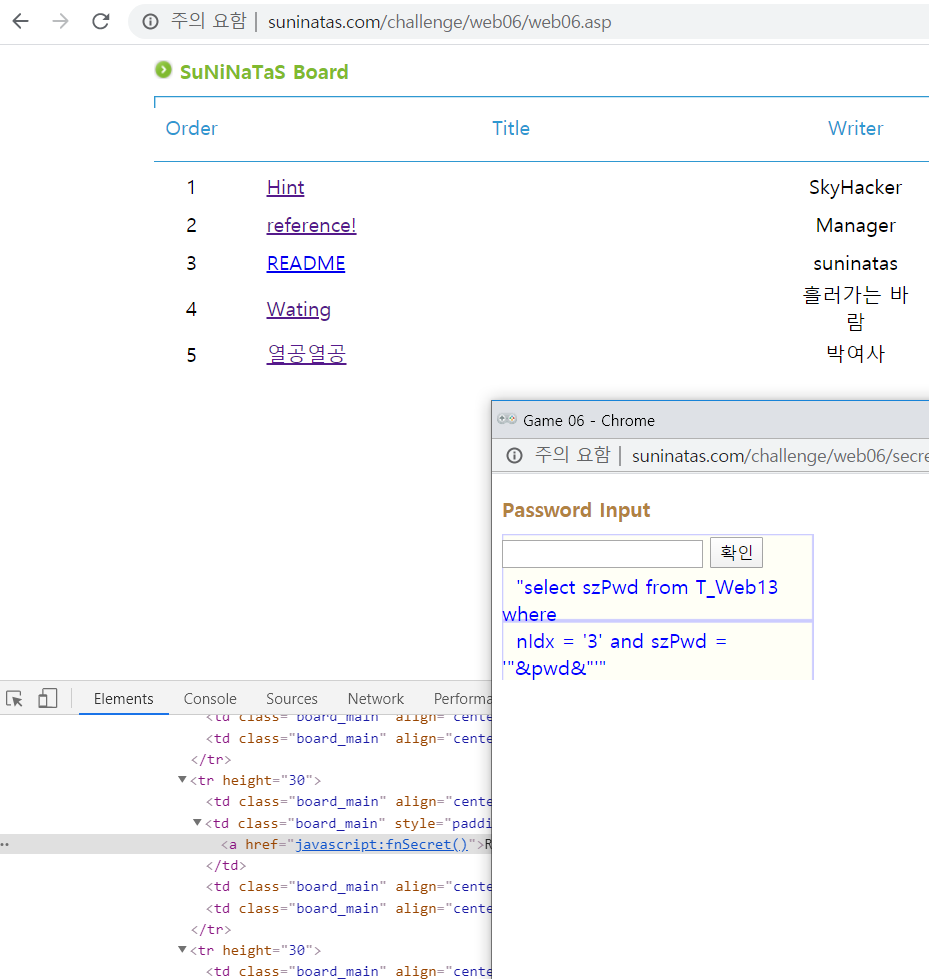 주의 요함 | suninatas.com/challenge/web06/web06.asp
SuNiNaTaS Board
Order Title Writer
1 Hint SkyHacker
2 reference! Manager
3 README suninatas
4 Wating 흘러가는 바
람
5 열공열공 박여사
Game 06 - Chrome
주의 요함 | suninatas.com/challenge/web06/secre
Password Input
확인
"select szPwd from T_Web13
where
nIdx = '3' and szPwd =
'"&pwd&"'"
Elements Console Sources Network Performa
<td class="board_main" align="cente
<td class="board_main" align="cente
</tr>
<tr height="30">
<td class="board_main" align="cente
<td class="board_main" style="paddi
<a href="javascript:fnSecret()">R
</td>
<td class="board_main" align="cente
<td class="board_main" align="cente
</tr>
<tr height="30">
<td class="board_main" align="cente